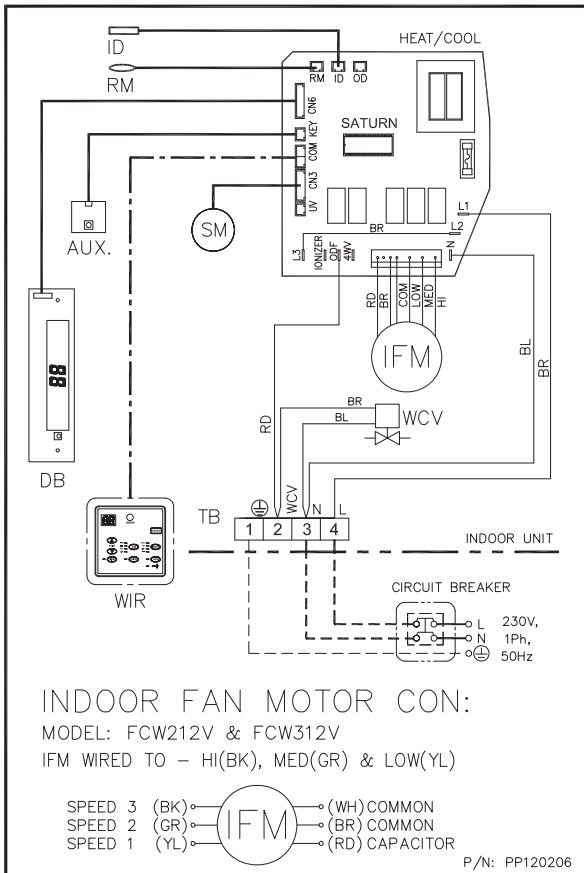 ID
HEAT/COOL
RM
RM ID OD
CN6
SATURN
KEY
COM
CN3
UV
L1
AUX.
SM
BR
L2
L3
IONIZER
ODF
4WV
N
RD
BR
COM
LOW
MED
HI
IFM
BL
BR
88
DB
RD
BR
BL
WCV
WCV
N
L
TB
1 2 3 4
INDOOR UNIT
WIR
CIRCUIT BREAKER
L 230V,
N 1Ph,
50Hz
INDOOR FAN MOTOR CON:
MODEL: FCW212V & FCW312V
IFM WIRED TO – HI(BK), MED(GR) & LOW(YL)
SPEED 3 (BK) (WH) COMMON
SPEED 2 (GR) IFM (BR) COMMON
SPEED 1 (YL) (RD) CAPACITOR
P/N: PP120206